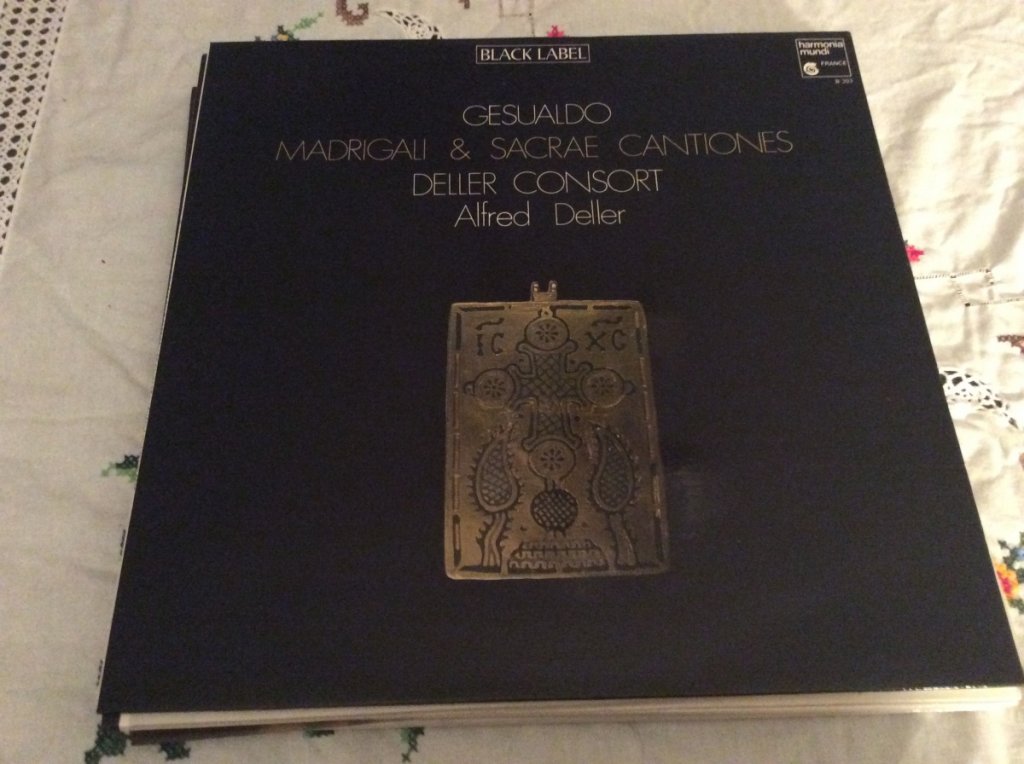 BLACK LABEL
harmonia
mundi
FRANCE
GESUALDO
MADRIGALI & SACRAE CANTIONES
DELLER CONSORT
Alfred Deller
IC XC